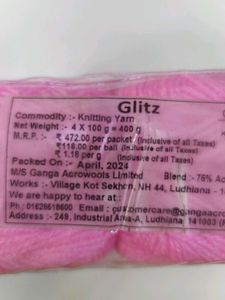 Glitz
Commodity :- Knitting Yarn
Net Weight :- 4 X 100 g = 400 g
M.R.P. :- ₹ 472.00 per packet (Inclusive of all Taxes)
₹118.00 per ball (Inclusive of all Taxes)
₹ 1.18 per g (Inclusive of all Taxes)
Packed On :- April, 2024
M/S Ganga Acrowools Limited Blend :- 75% Ac
Works :- Village Kot Sekhon, NH 44, Ludhiana - 1
We are happy to hear at :-
Ph :- 01626618600 Email :- customercare@gangaacro
Address :- 249, Industrial Area-A, Ludhiana 141003 (